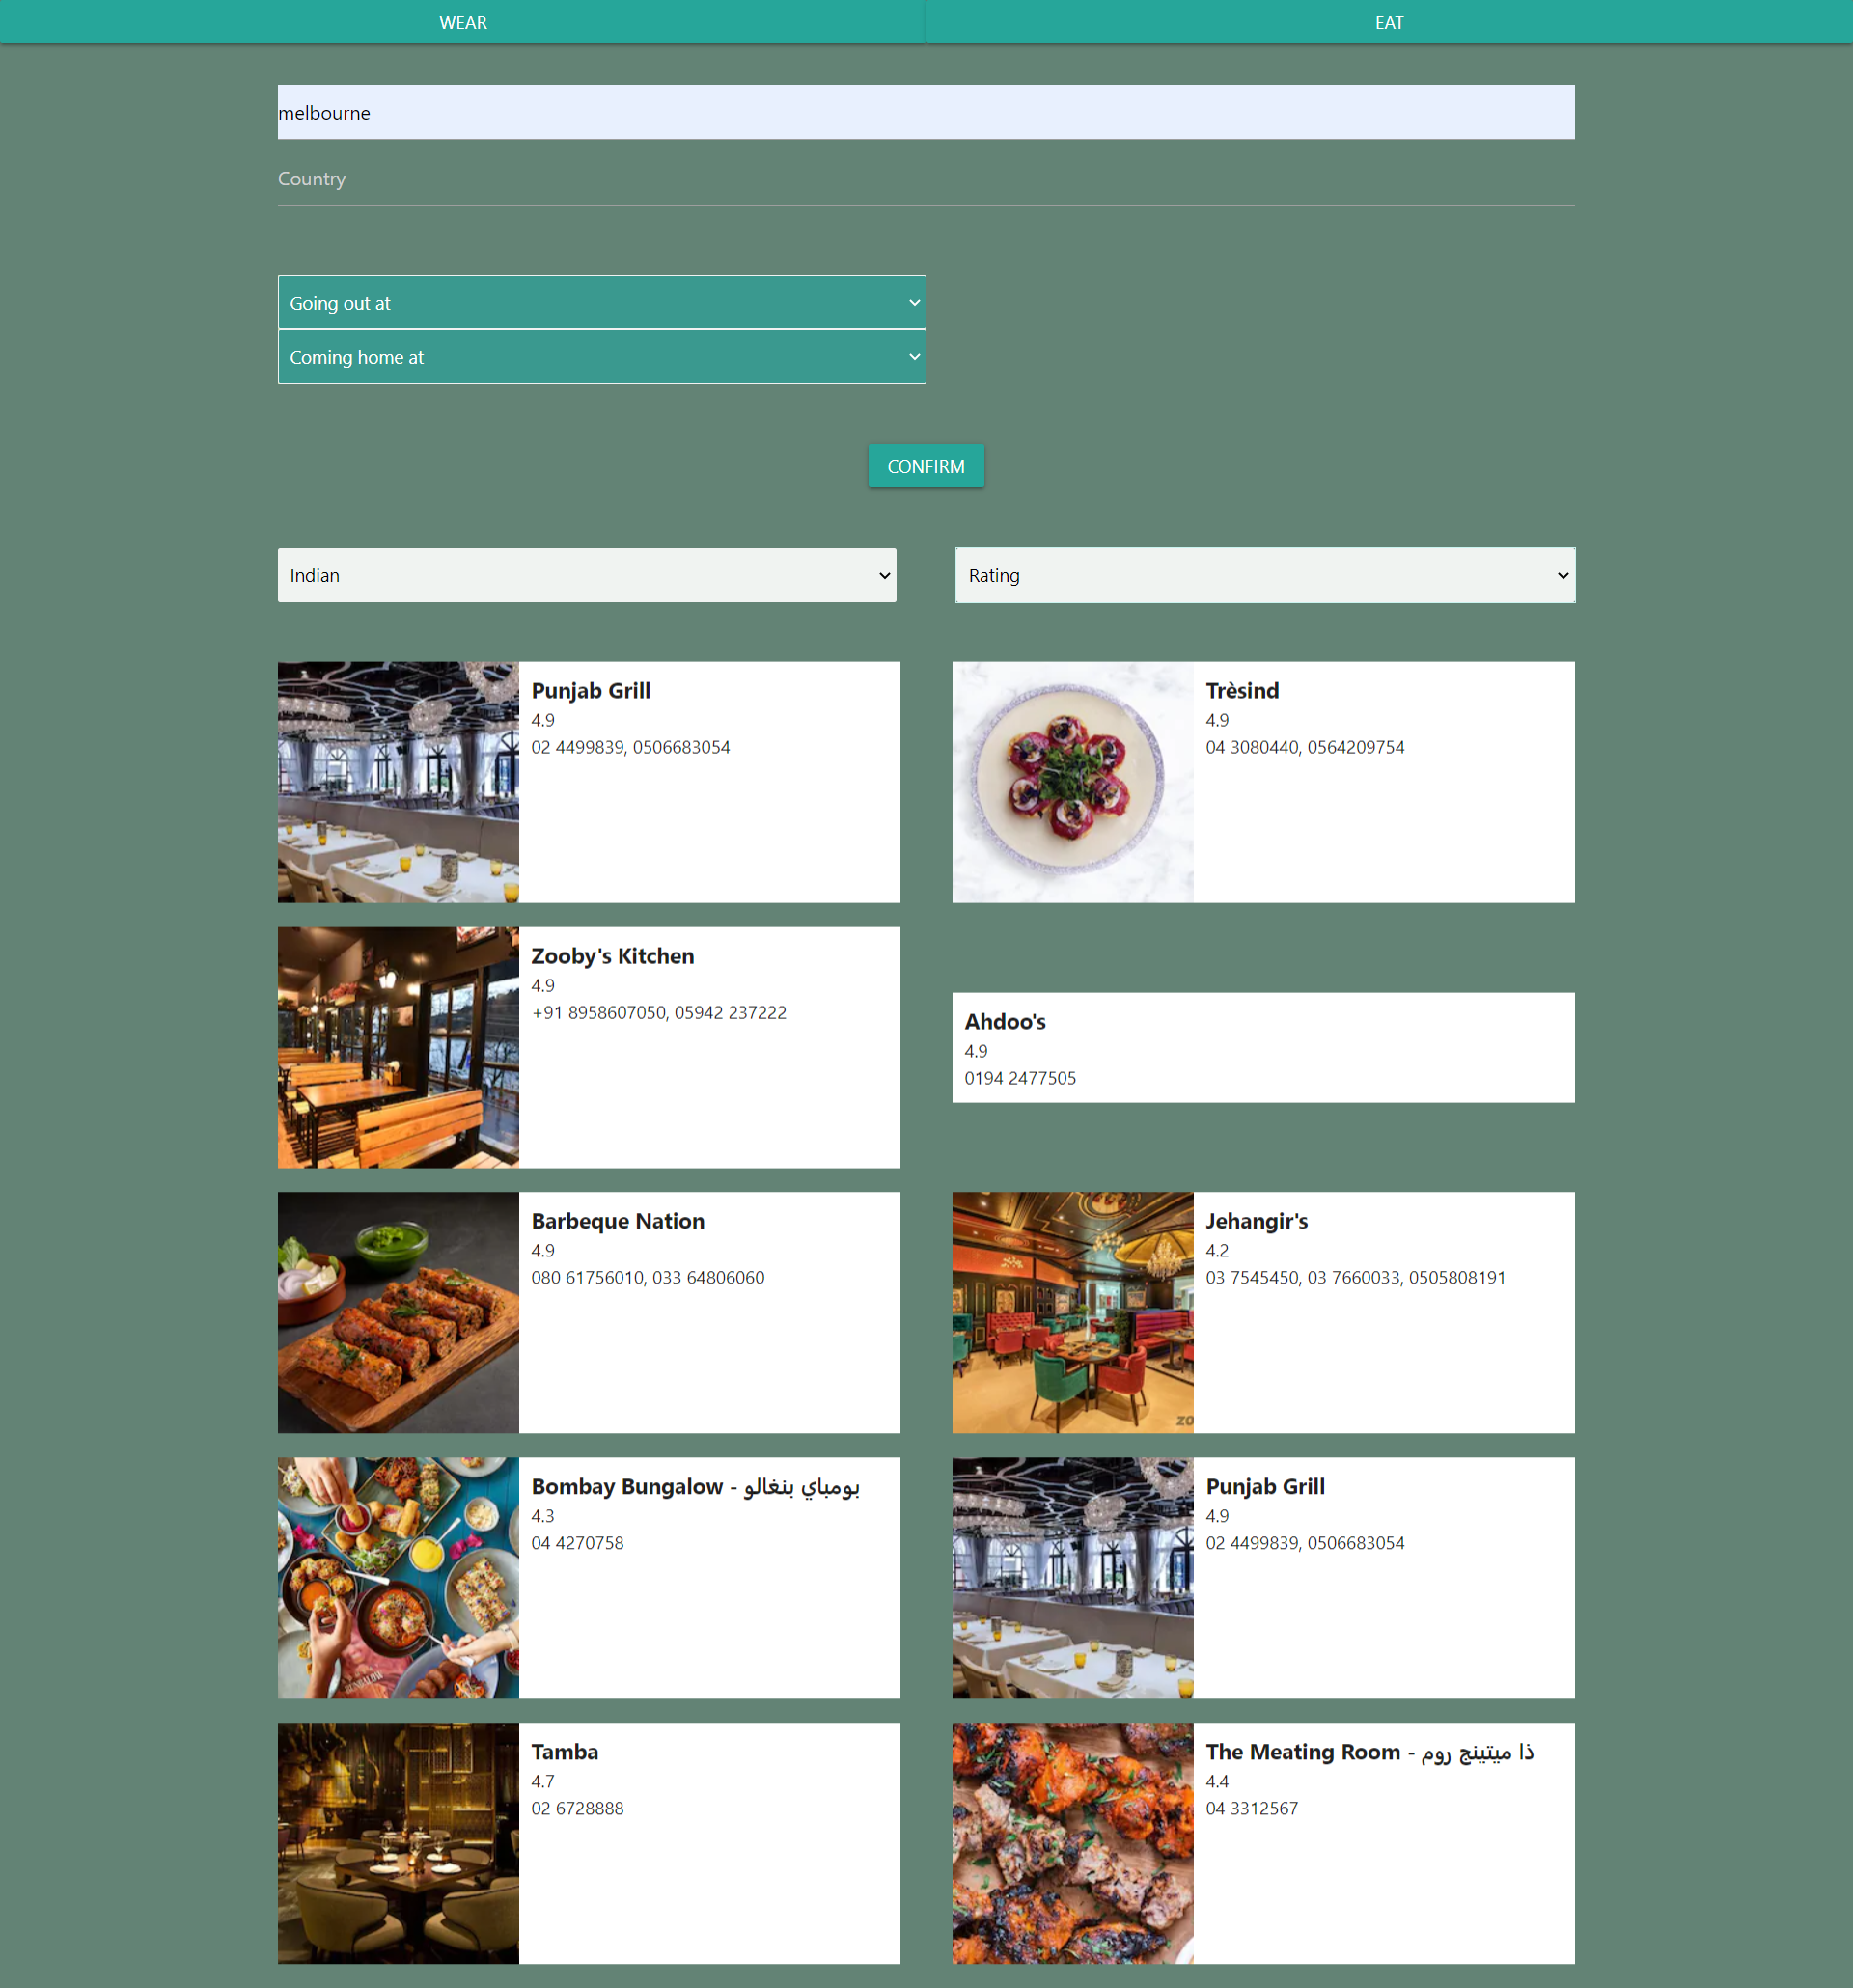 WEAR
EAT
melbourne
Country
Going out at
Coming home at
CONFIRM
Indian
Rating
Punjab Grill
4.9
02 4499839, 0506683054
Trèsind
4.9
04 3080440, 0564209754
Zooby's Kitchen
4.9
+91 8958607050, 05942 237222
Ahdoo's
4.9
0194 2477505
Barbeque Nation
4.9
080 61756010, 033 64806060
Jehangir's
4.2
03 7545450, 03 7660033, 0505808191
Bombay Bungalow - بومباي بنغالو
4.3
04 4270758
Punjab Grill
4.9
02 4499839, 0506683054
Tamba
4.7
02 6728888
The Meating Room - ذا ميتينج روم
4.4
04 3312567